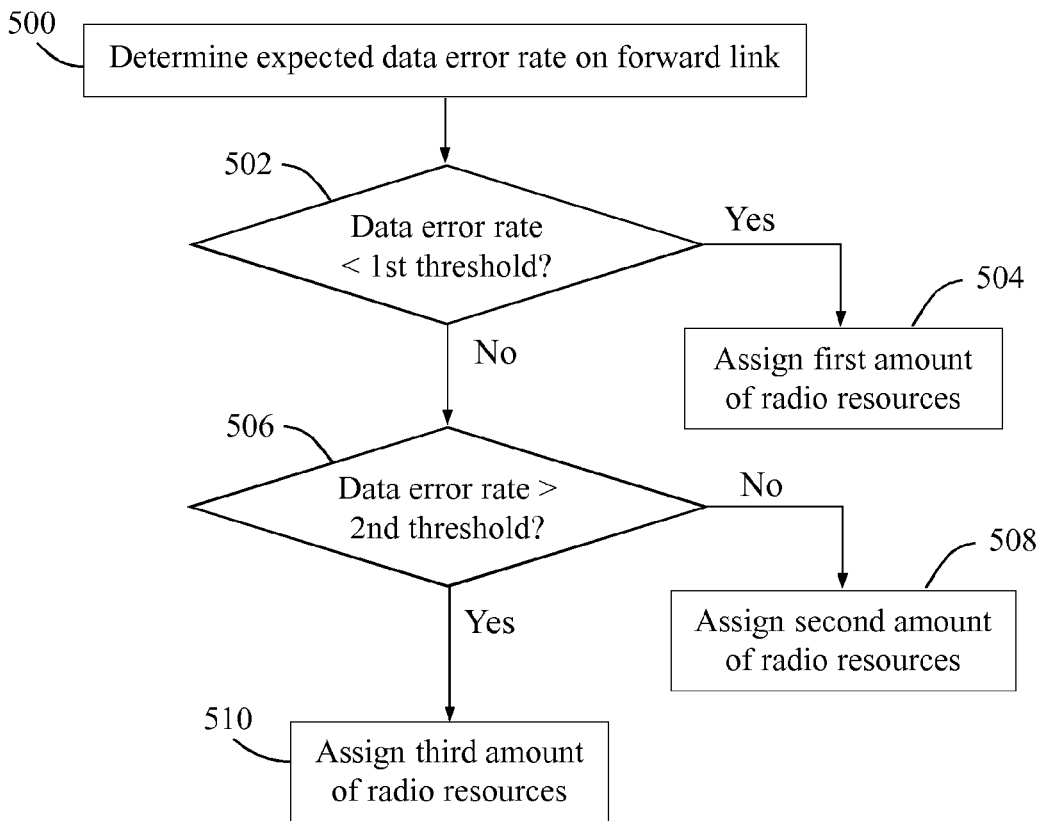 500
Determine expected data error rate on forward link
502
Data error rate
< 1st threshold?
Yes
504
Assign first amount
of radio resources
No
506
Data error rate >
2nd threshold?
No
508
Assign second amount
of radio resources
Yes
510
Assign third amount
of radio resources